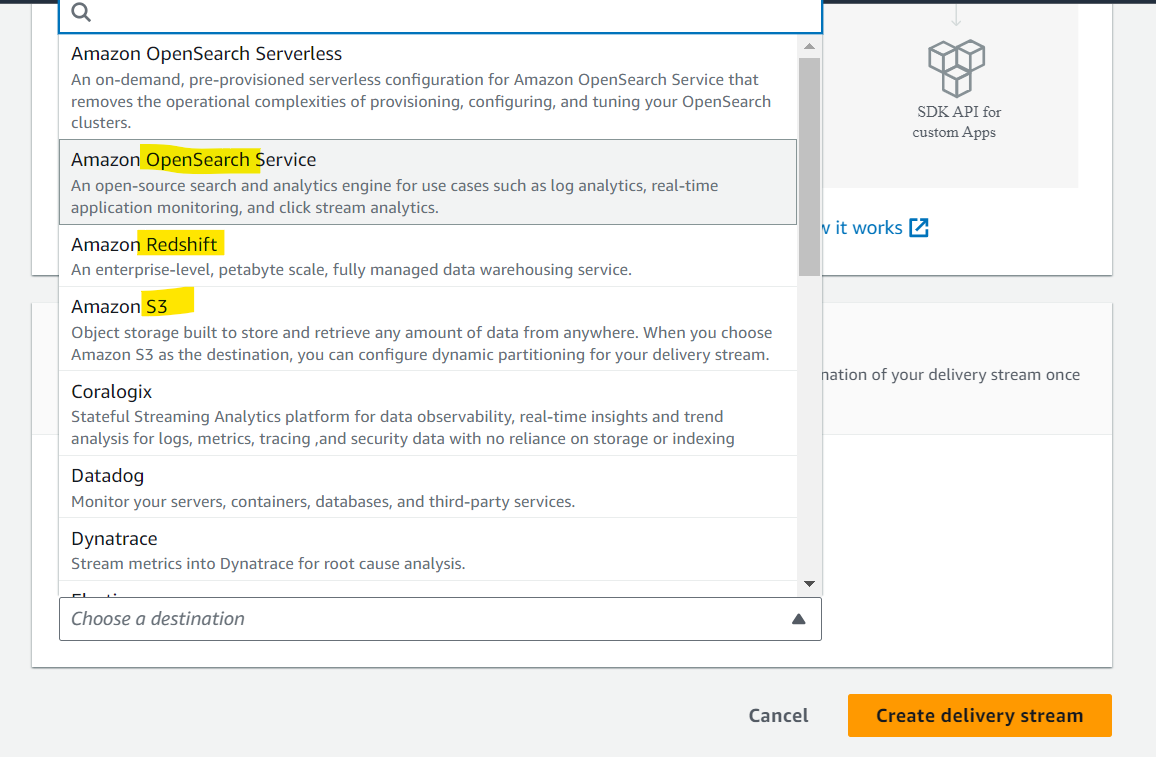 Amazon OpenSearch Serverless
An on-demand, pre-provisioned serverless configuration for Amazon OpenSearch Service that
removes the operational complexities of provisioning, configuring, and tuning your OpenSearch
clusters.
Amazon OpenSearch Service
An open-source search and analytics engine for use cases such as log analytics, real-time
application monitoring, and click stream analytics.
Amazon Redshift
An enterprise-level, petabyte scale, fully managed data warehousing service.
Amazon S3
Object storage built to store and retrieve any amount of data from anywhere. When you choose
Amazon S3 as the destination, you can configure dynamic partitioning for your delivery stream.
Coralogix
Stateful Streaming Analytics platform for data observability, real-time insights and trend
analysis for logs, metrics, tracing ,and security data with no reliance on storage or indexing
Datadog
Monitor your servers, containers, databases, and third-party services.
Dynatrace
Stream metrics into Dynatrace for root cause analysis.
Choose a destination
SDK API for
custom Apps
it works
of your delivery stream once
Cancel
Create delivery stream